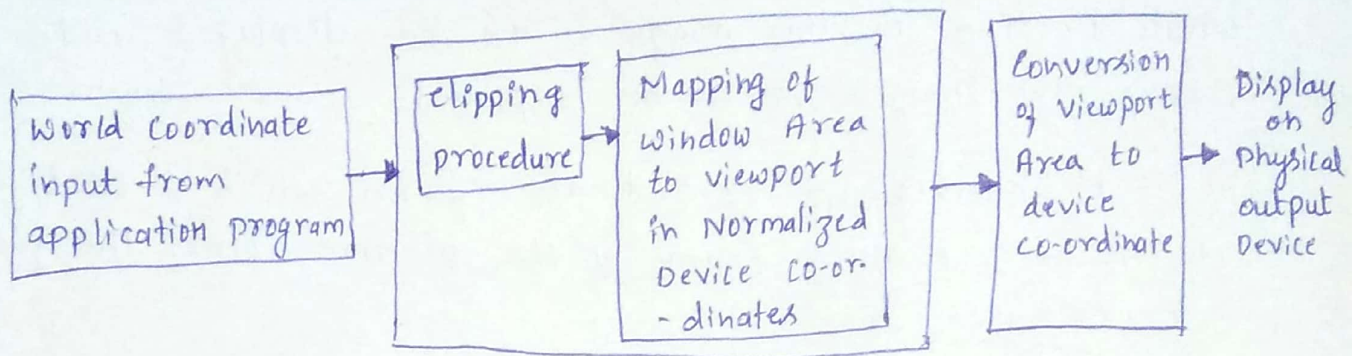 World Coordinate
input from
application program
clipping
procedure
Mapping of
window Area
to viewport
in Normalized
Device Co-or-
-dinates
Conversion
of viewport
Area to
device
co-ordinate
Display
on
physical
output
Device